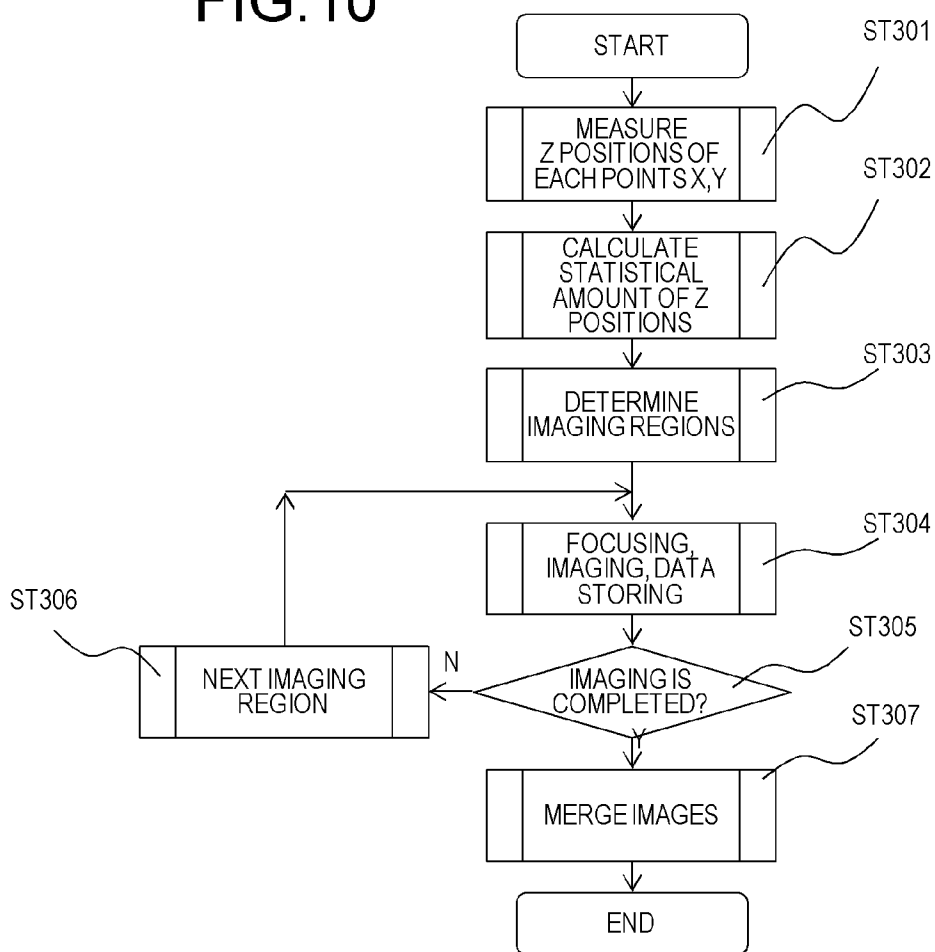 FIG. 10
START
ST301
MEASURE
Z POSITIONS OF
EACH POINTS X, Y
ST302
CALCULATE
STATISTICAL
AMOUNT OF Z
POSITIONS
ST303
DETERMINE
IMAGING REGIONS
ST304
FOCUSING,
IMAGING, DATA
STORING
ST306
ST305
NEXT IMAGING
REGION
N
IMAGING IS
COMPLETED?
Y
ST307
MERGE IMAGES
END